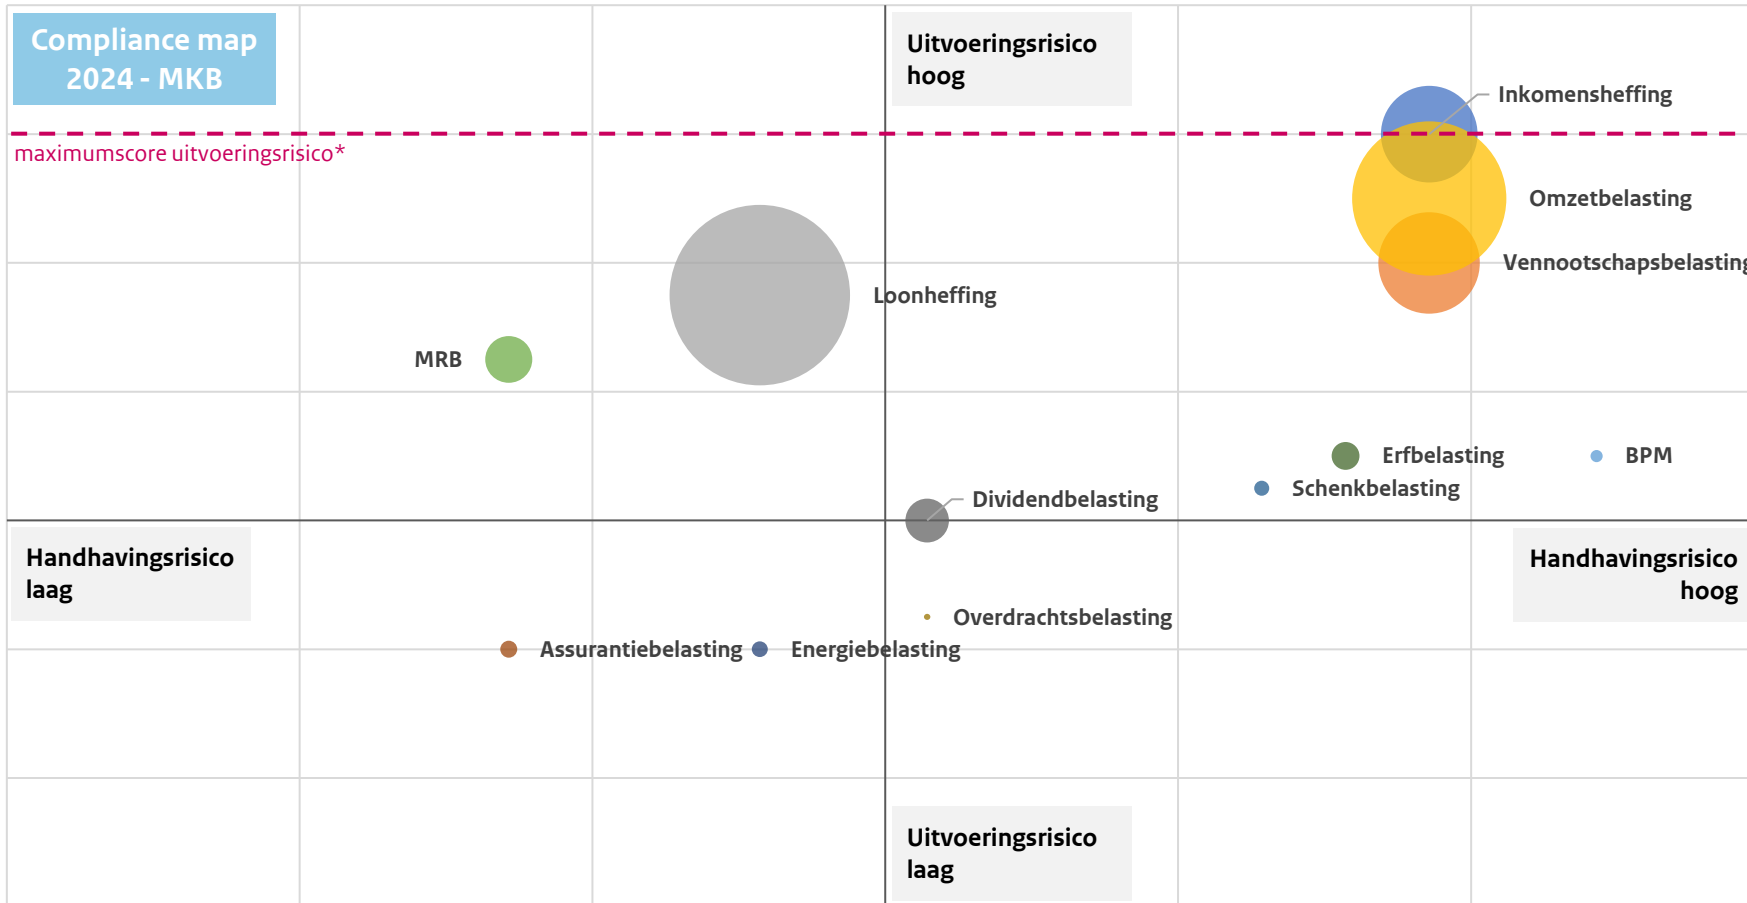 Compliance map
2024 - MKB
Uitvoeringsrisico
hoog
Inkomensheffing
maximumscore uitvoeringsrisico*
Omzetbelasting
Vennootschapsbelasting
Loonheffing
MRB
Erfbelasting
BPM
Schenkbelasting
Dividendbelasting
Handhavingsrisico
laag
Handhavingsrisico
hoog
Overdrachtsbelasting
Assurantiebelasting
Energiebelasting
Uitvoeringsrisico
laag